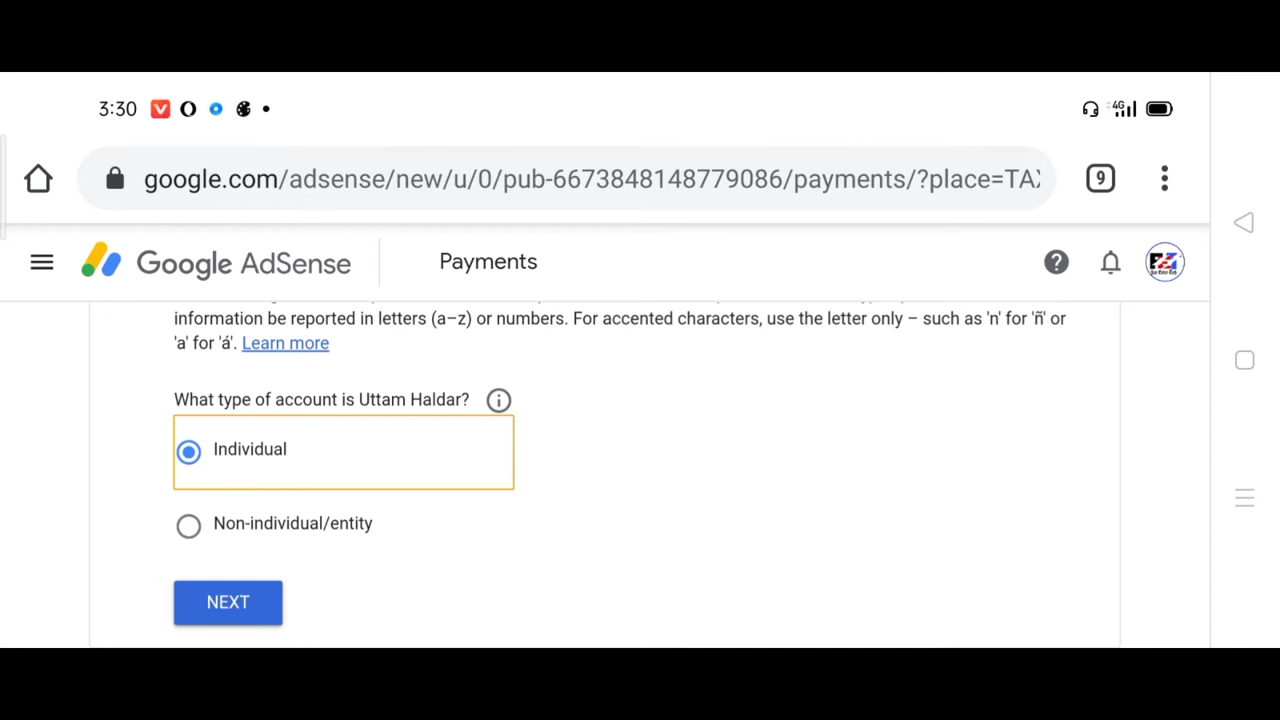 3:30
4G
google.com/adsense/new/u/0/pub-6673848148779086/payments/?place=TAX
9
Google AdSense
Payments
information be reported in letters (a–z) or numbers. For accented characters, use the letter only – such as 'n' for 'ñ' or
'a' for 'á'. Learn more
What type of account is Uttam Haldar?
Individual
Non-individual/entity
NEXT